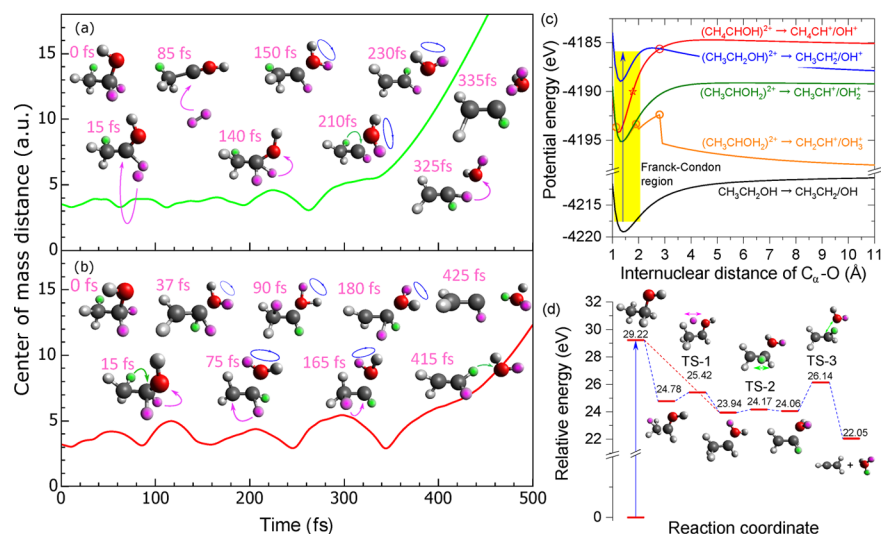 (a)
18
15
10
5
0
0 fs
85 fs
150 fs
230fs
335fs
15 fs
140 fs
210fs
325fs
Center of mass distance (a.u.)
(b)
15
10
5
0
0 fs
37 fs
90 fs
180 fs
425 fs
15 fs
75 fs
165 fs
415 fs
0 100 200 300 400 500
Time (fs)
(c)
Potential energy (eV)
-4185
-4190
-4195
-4210
-4220
(CH₄CHOH)²⁺ → CH₄CH⁺/OH⁺
(CH₃CH₂OH)²⁺ → CH₃CH₂⁺/OH⁺
(CH₃CHOH₂)²⁺ → CH₃CH⁺/OH₂⁺
(CH₃CHOH₂)²⁺ → CH₂CH⁺/OH₃⁺
Franck-Condon
region
CH₃CH₂OH → CH₃CH₂/OH
1 2 3 4 5 6 7 8 9 10 11
Internuclear distance of Cα-O (Å)
(d)
Relative energy (eV)
32
30
28
26
24
22
0
29.22
24.78
TS-1
25.42
23.94
TS-2
24.17
24.06
TS-3
26.14
22.05
+
Reaction coordinate